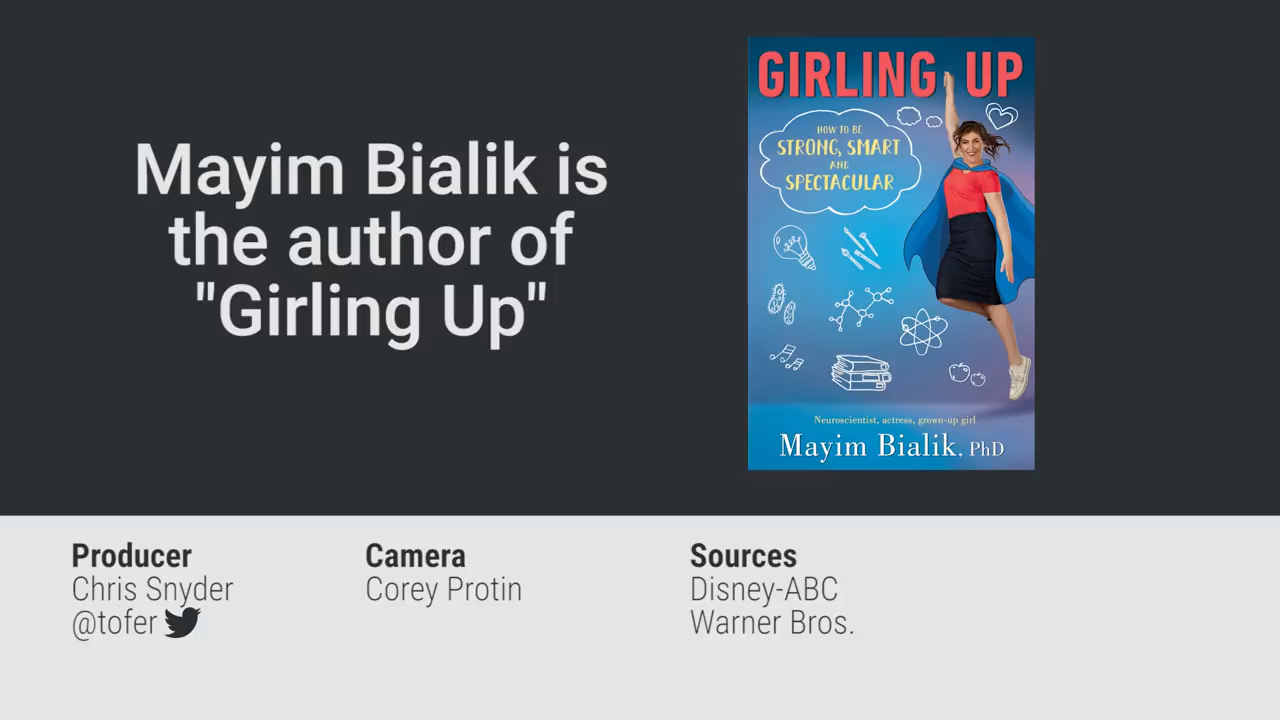 Mayim Bialik is
the author of
"Girling Up"
GIRLING UP
HOW TO BE
STRONG, SMART
AND
SPECTACULAR
Neuroscientist, actress, grown-up girl
Mayim Bialik, PhD
Producer
Chris Snyder
@tofer
Camera
Corey Protin
Sources
Disney-ABC
Warner Bros.